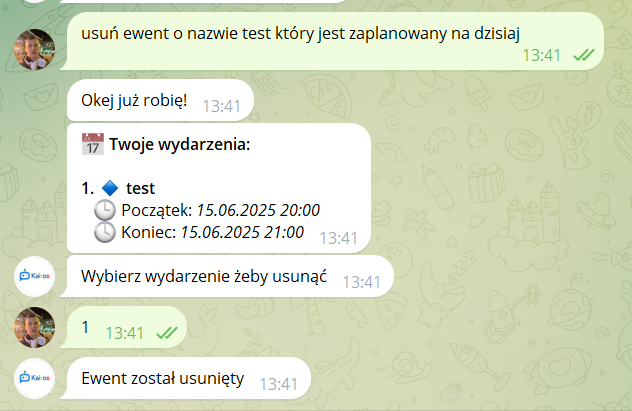 usuń ewent o nazwie test który jest zaplanowany na dzisiaj
13:41
Okej już robię! 13:41
17 Twoje wydarzenia:
1. test
Początek: 15.06.2025 20:00
Koniec: 15.06.2025 21:00 13:41
Kairos Wybierz wydarzenie żeby usunąć 13:41
1 13:41
Kairos Ewent został usunięty 13:41